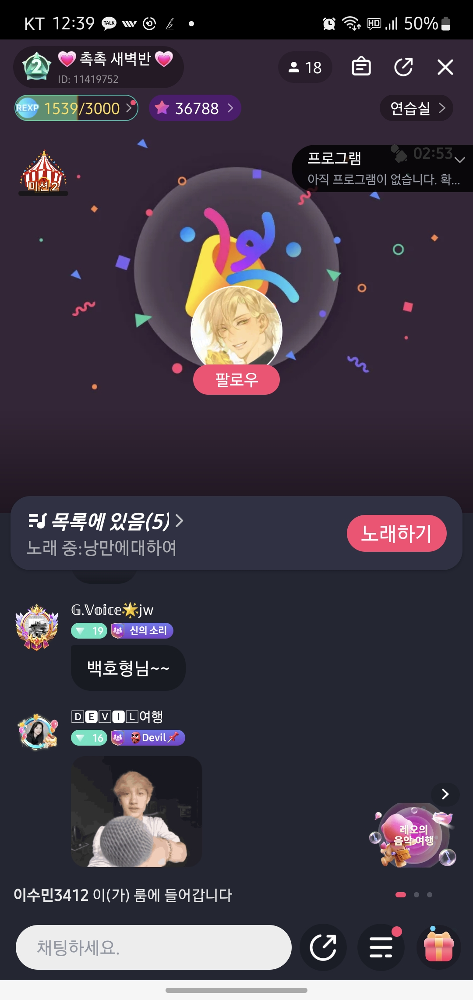 KT 12:39 TALK HD 50%
2 💗 촉촉 새벽반 💗
ID: 11419752
18
REXP 1539/3000
36788
연습실
미션 2
프로그램 02:53
아직 프로그램이 없습니다. 확...
팔로우
목록에 있음(5)
노래 중:낭만에대하여
노래하기
𝔾.𝕍𝕠𝕚𝕔𝕖🌟jw
19 신의 소리
백호형님~~
🄳🅴🅅🅸🄻여행
16 👺Devil📌
레오의
음악 여행
이수민3412 이(가) 룸에 들어갑니다
채팅하세요.